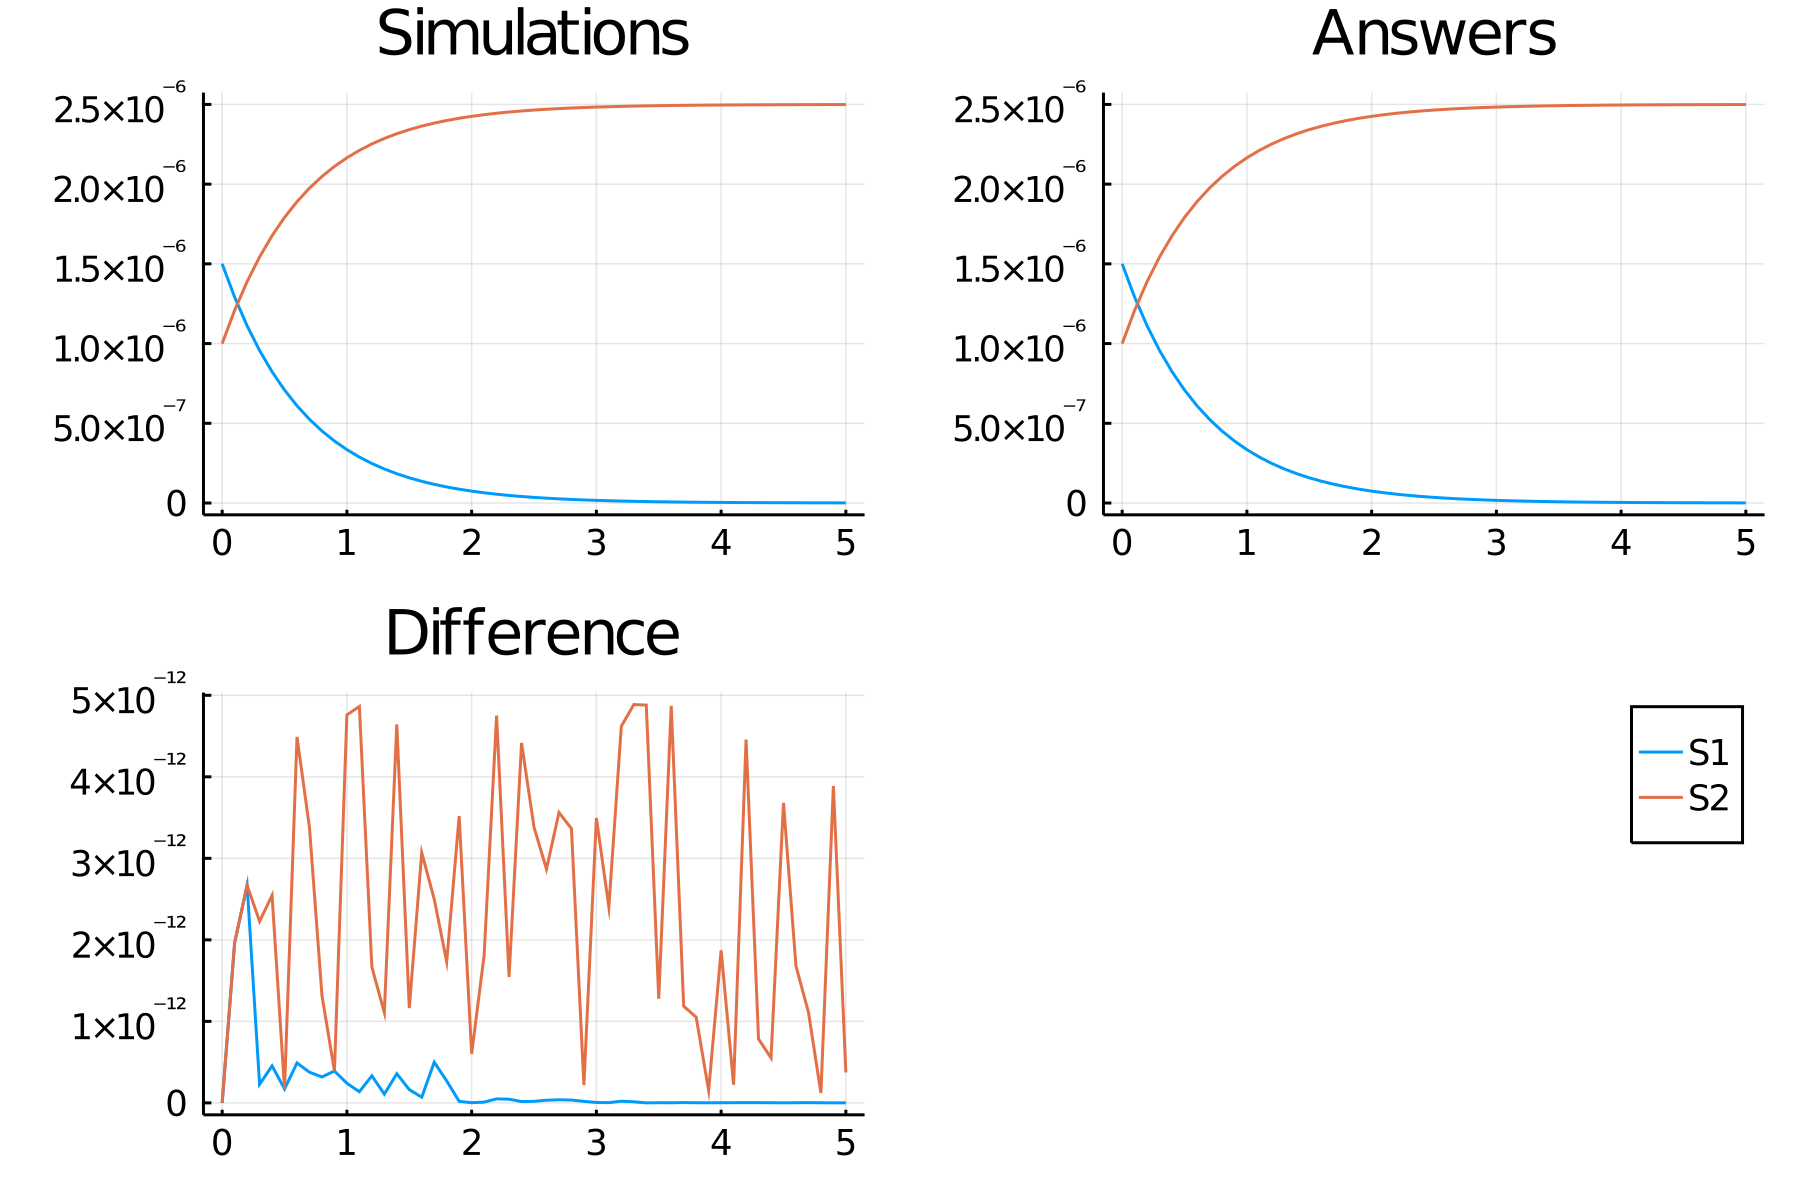 Simulations
2.5×10⁻⁶
2.0×10⁻⁶
1.5×10⁻⁶
1.0×10⁻⁶
5.0×10⁻⁷
0
0 1 2 3 4 5
Answers
2.5×10⁻⁶
2.0×10⁻⁶
1.5×10⁻⁶
1.0×10⁻⁶
5.0×10⁻⁷
0
0 1 2 3 4 5
Difference
5×10⁻¹²
4×10⁻¹²
3×10⁻¹²
2×10⁻¹²
1×10⁻¹²
0
0 1 2 3 4 5
S1
S2